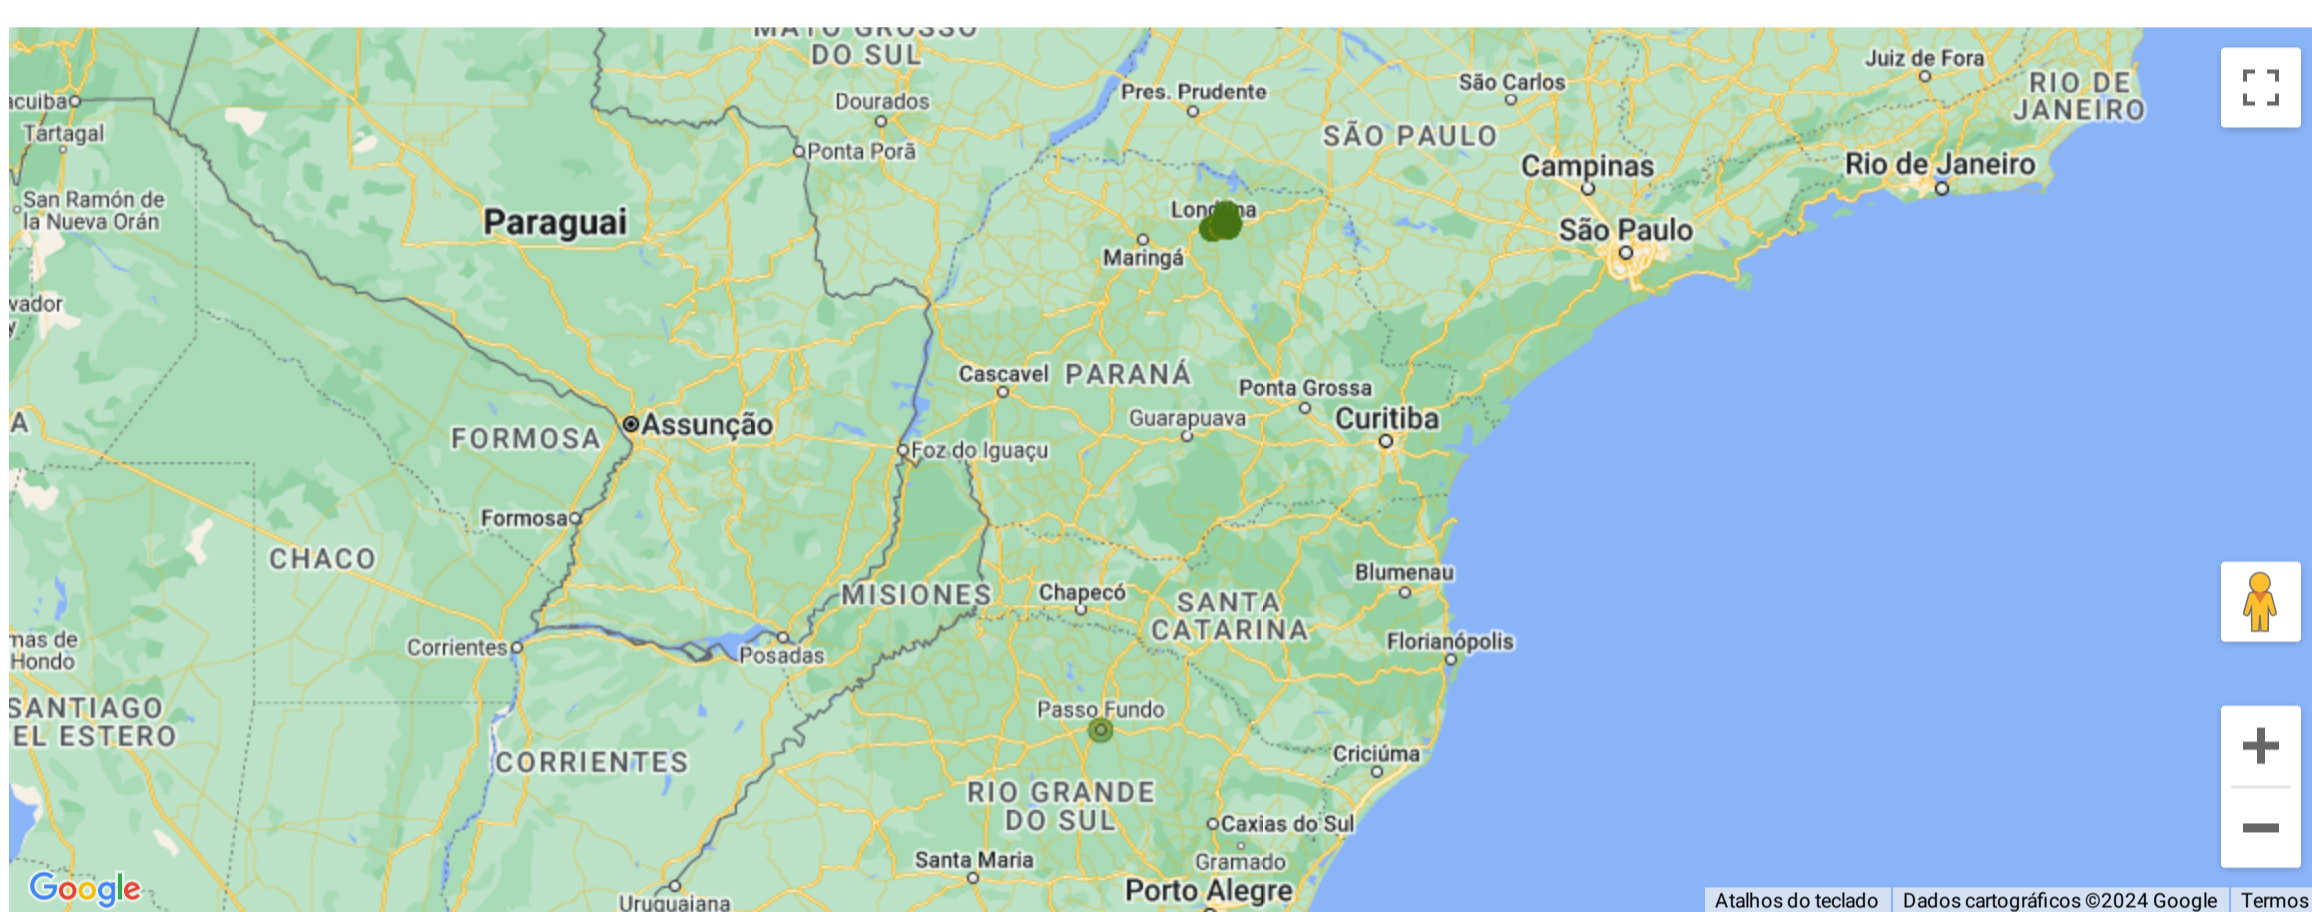 MATO GROSSO
DO SUL
Juiz de Fora
RIO DE
JANEIRO
São Carlos
Pres. Prudente
Dourados
acuiba
Tartagal
SÃO PAULO
Ponta Porã
Campinas
Rio de Janeiro
San Ramón de
la Nueva Orán
Paraguai
São Paulo
Maringá
vador
y
Cascavel
PARANÁ
Ponta Grossa
Guarapuava
Curitiba
A
FORMOSA
Assunção
Foz do Iguaçu
Formosa
CHACO
Blumenau
MISIONES
Chapecó
SANTA
CATARINA
mas de
Hondo
Corrientes
Posadas
Florianópolis
SANTIAGO
EL ESTERO
Passo Fundo
CORRIENTES
Criciúma
RIO GRANDE
DO SUL
Caxias do Sul
Santa Maria
Gramado
Porto Alegre
Uruguaiana
Google
Atalhos do teclado
Dados cartográficos ©2024 Google
Termos